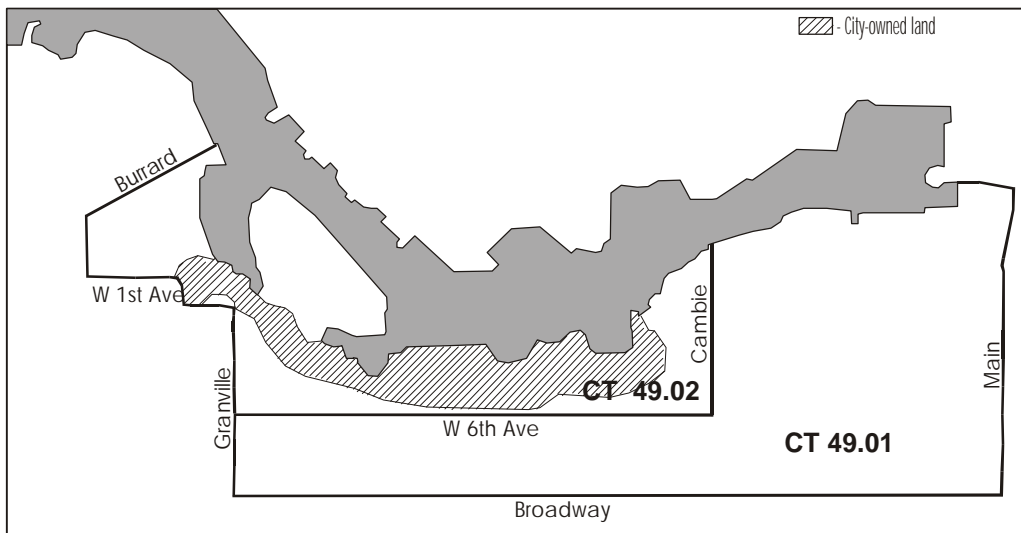 - City-owned land
Burrard
W 1st Ave
Cambie
Main
Granville
CT 49.02
W 6th Ave
CT 49.01
Broadway